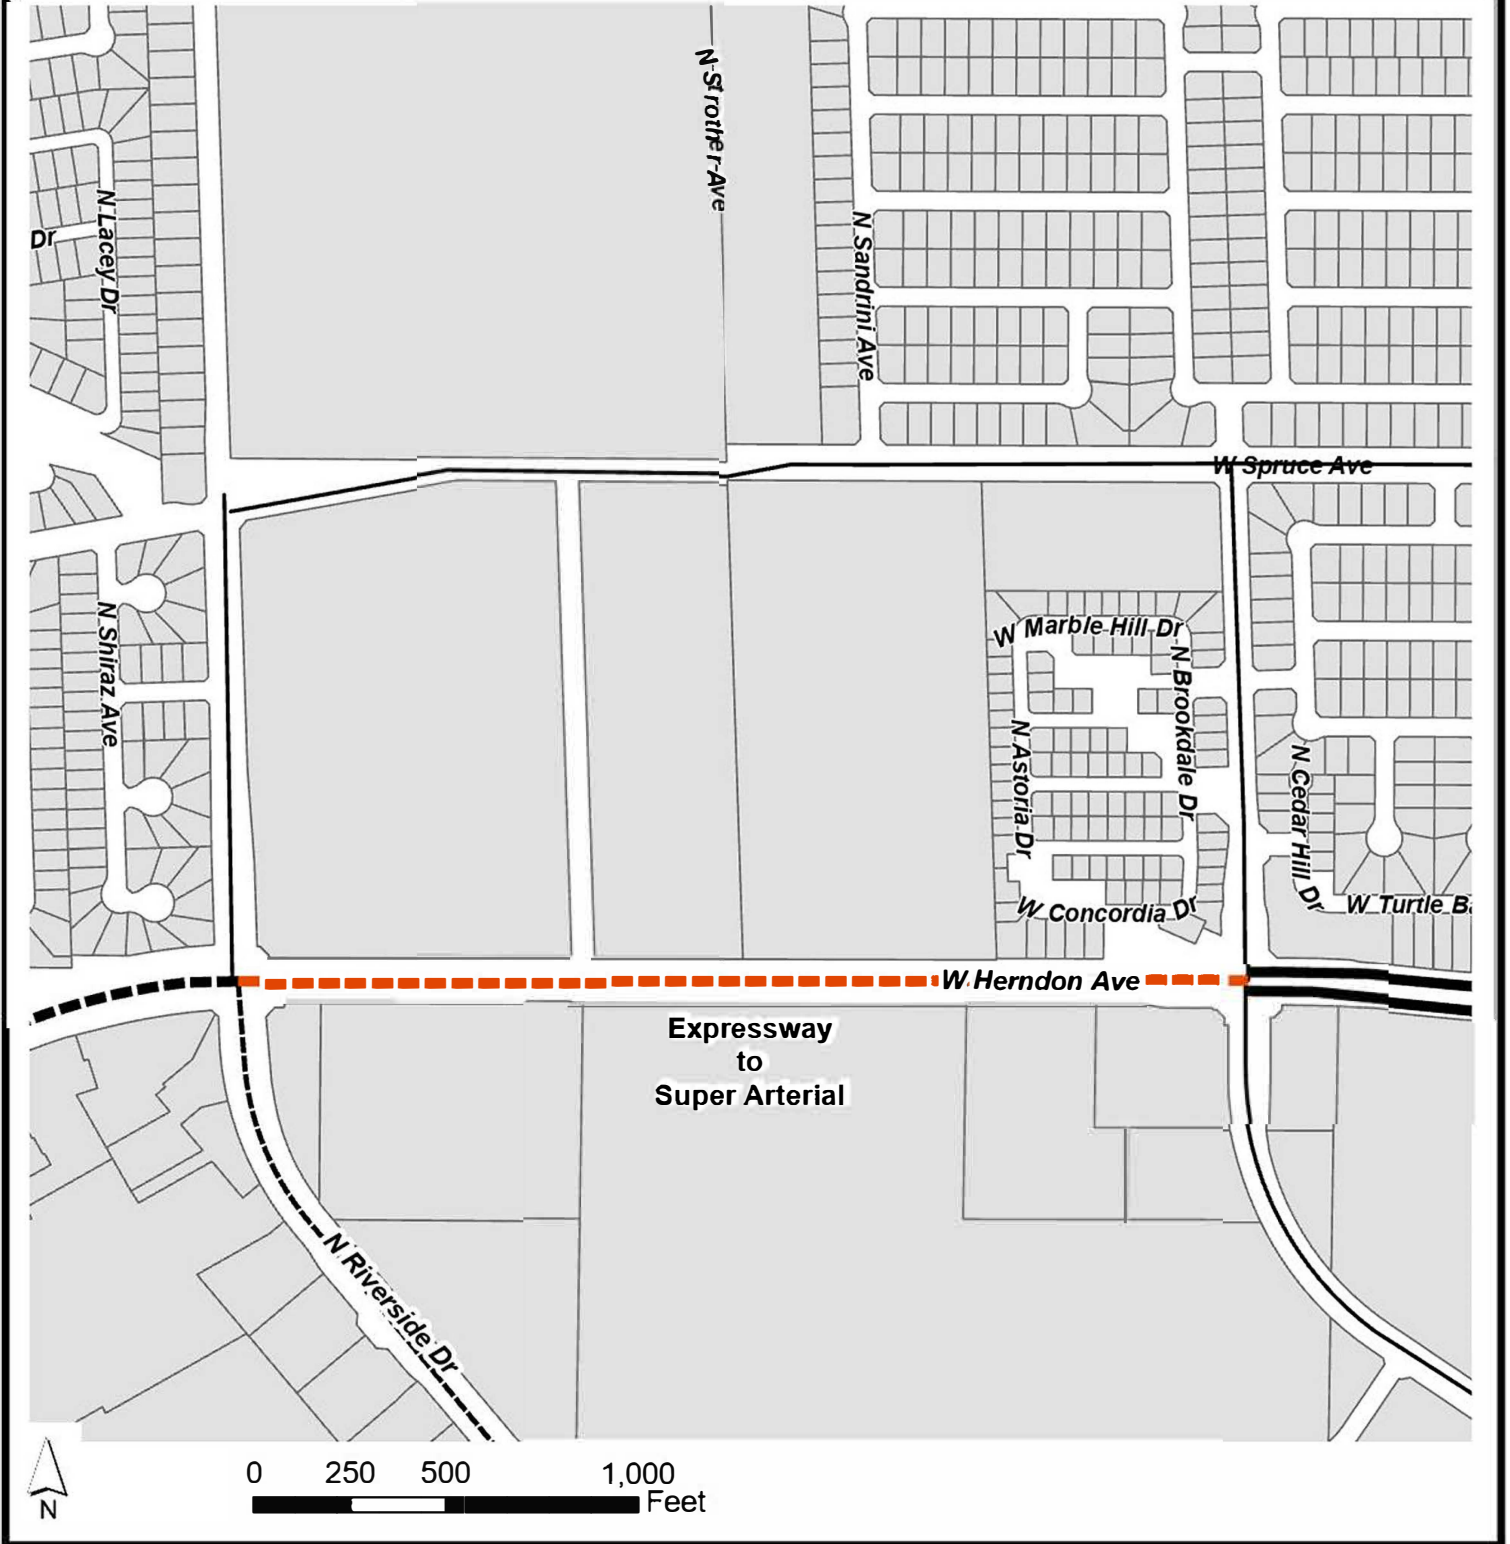 N Strother Ave
N Lacey Dr
Dr
N Sandrini Ave
W Spruce Ave
N Shiraz Ave
W Marble Hill Dr
N Brookdale Dr
N Astoria Dr
N Cedar Hill Dr
W Concordia Dr
W Turtle Ba
W Herndon Ave
Expressway
to
Super Arterial
N Riverside Dr
0 250 500 1,000
Feet
N